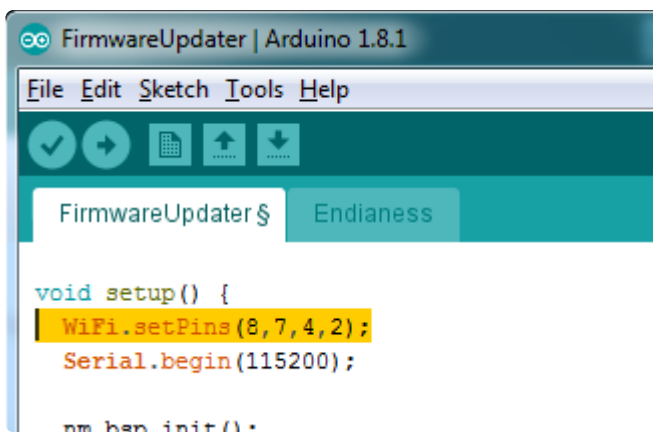 FirmwareUpdater | Arduino 1.8.1
File Edit Sketch Tools Help
FirmwareUpdater § Endianess
void setup() {
WiFi.setPins(8,7,4,2);
Serial.begin(115200);
nm_bsp_init();